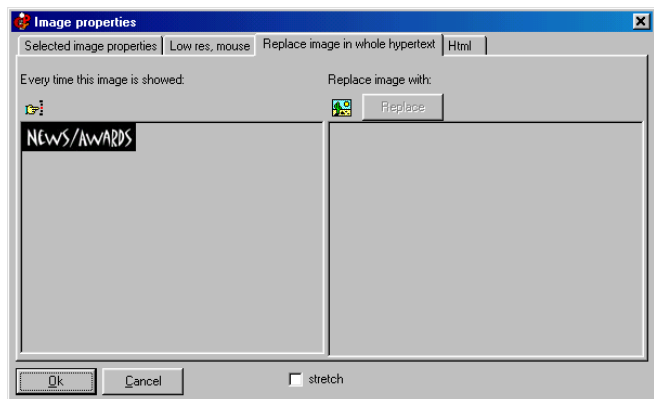 Image properties
Selected image properties Low res, mouse Replace image in whole hypertext Html
Every time this image is showed: Replace image with:
Replace
NEWS/AWARDS
Ok Cancel stretch